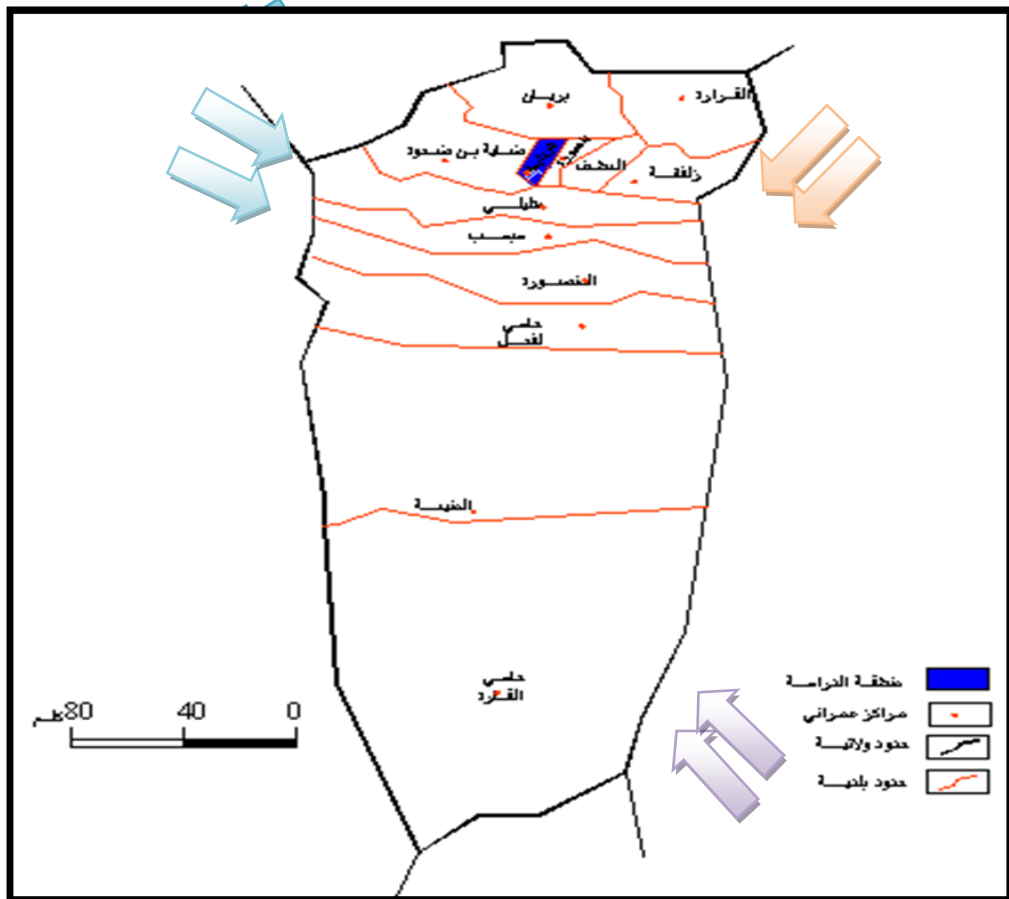 القرارة
بريان
ضاية بن ضحوة
العطف
زلفانة
متليلي
سبسب
المنصورة
حاسي
لفحل
المنيعة
حاسي
القارة
80كلم 40 0
منطقة الدراسة
مراكز عمراني
حدود ولائية
حدود بلدية